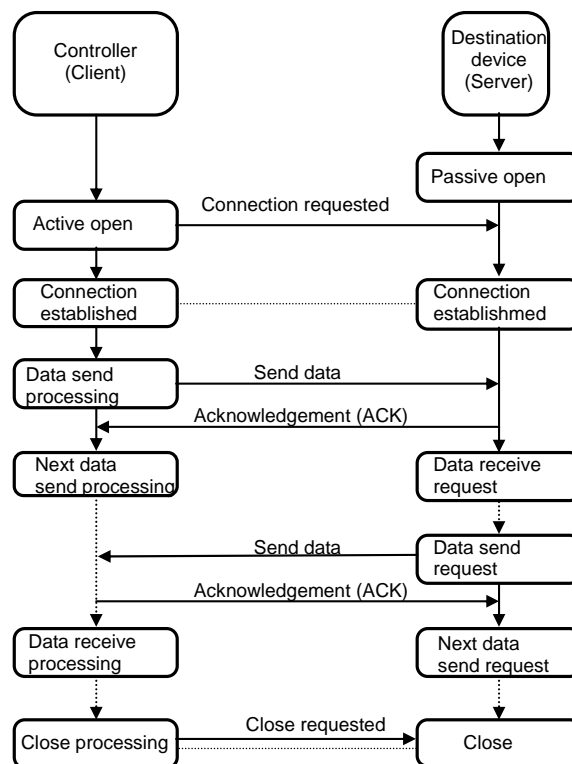 Controller
(Client)
Destination
device
(Server)
Passive open
Connection requested
Active open
Connection
established
Connection
establishmed
Data send
processing
Send data
Acknowledgement (ACK)
Next data
send processing
Data receive
request
Send data
Data send
request
Acknowledgement (ACK)
Data receive
processing
Next data
send request
Close requested
Close processing
Close